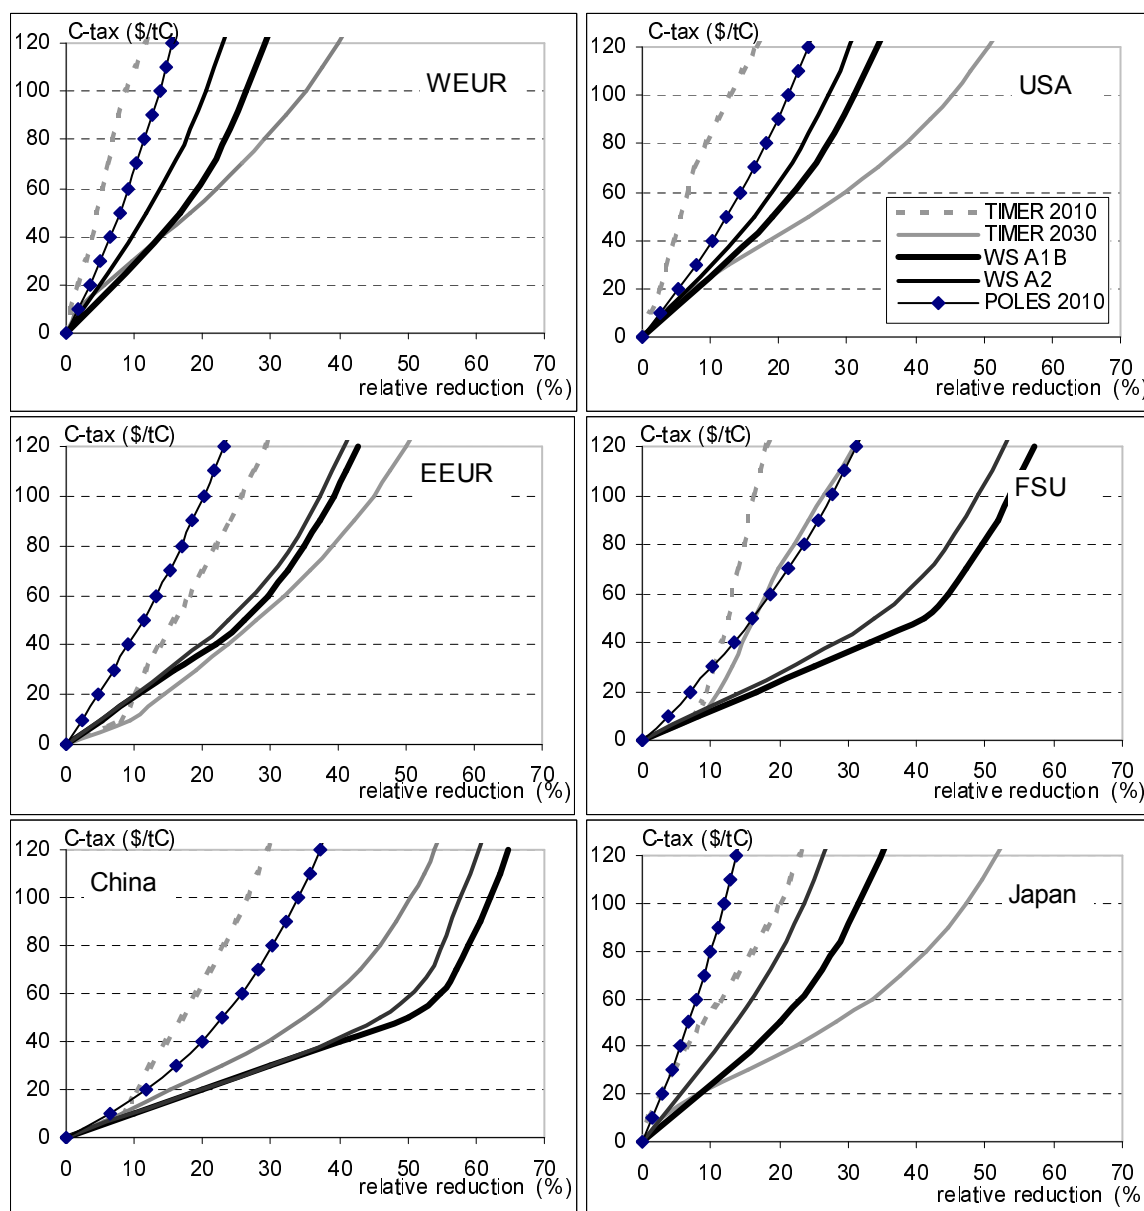 C-tax ($/tC)
120
100
80
60
40
20
0
WEUR
0 10 20 30 40 50 60 70
relative reduction (%)
C-tax ($/tC)
120
100
80
60
40
20
0
USA
TIMER 2010
TIMER 2030
WS A1B
WS A2
POLES 2010
0 10 20 30 40 50 60 70
relative reduction (%)
C-tax ($/tC)
120
100
80
60
40
20
0
EEUR
0 10 20 30 40 50 60 70
relative reduction (%)
C-tax ($/tC)
120
100
80
60
40
20
0
FSU
0 10 20 30 40 50 60 70
relative reduction (%)
C-tax ($/tC)
120
100
80
60
40
20
0
China
0 10 20 30 40 50 60 70
relative reduction (%)
C-tax ($/tC)
120
100
80
60
40
20
0
Japan
0 10 20 30 40 50 60 70
relative reduction (%